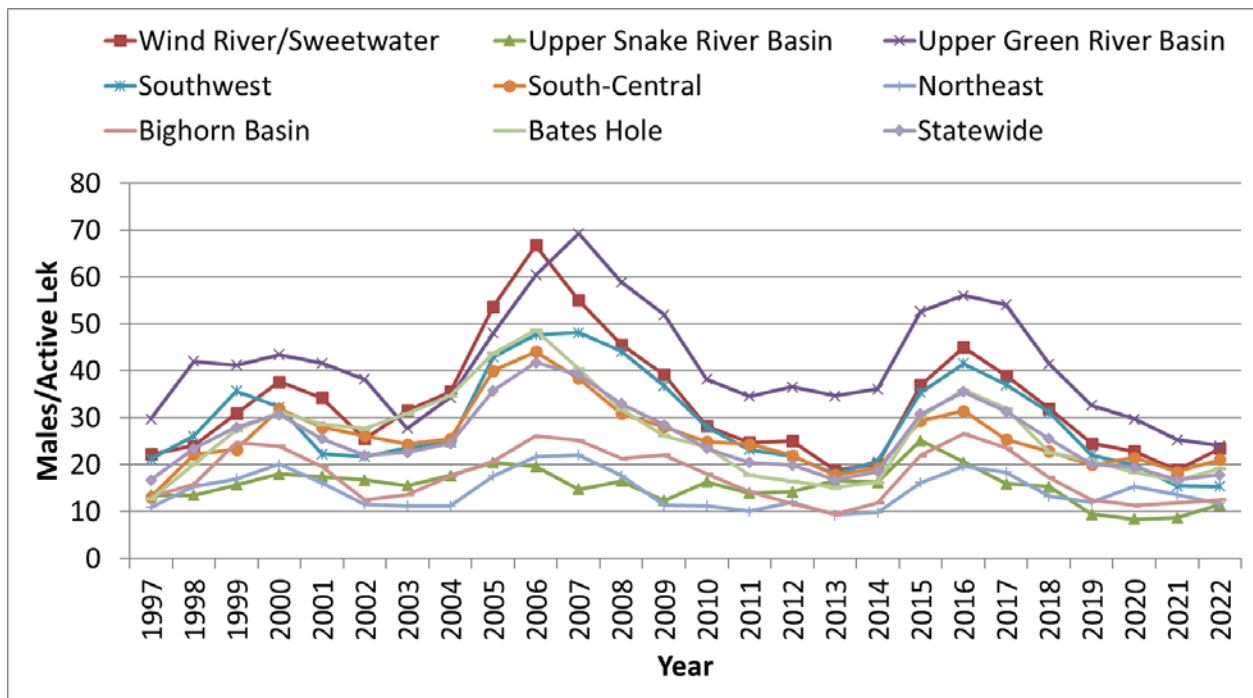 Wind River/Sweetwater Upper Snake River Basin Upper Green River Basin
Southwest South-Central Northeast
Bighorn Basin Bates Hole Statewide
Males/Active Lek
80
70
60
50
40
30
20
10
0
1997 1998 1999 2000 2001 2002 2003 2004 2005 2006 2007 2008 2009 2010 2011 2012 2013 2014 2015 2016 2017 2018 2019 2020 2021 2022
Year